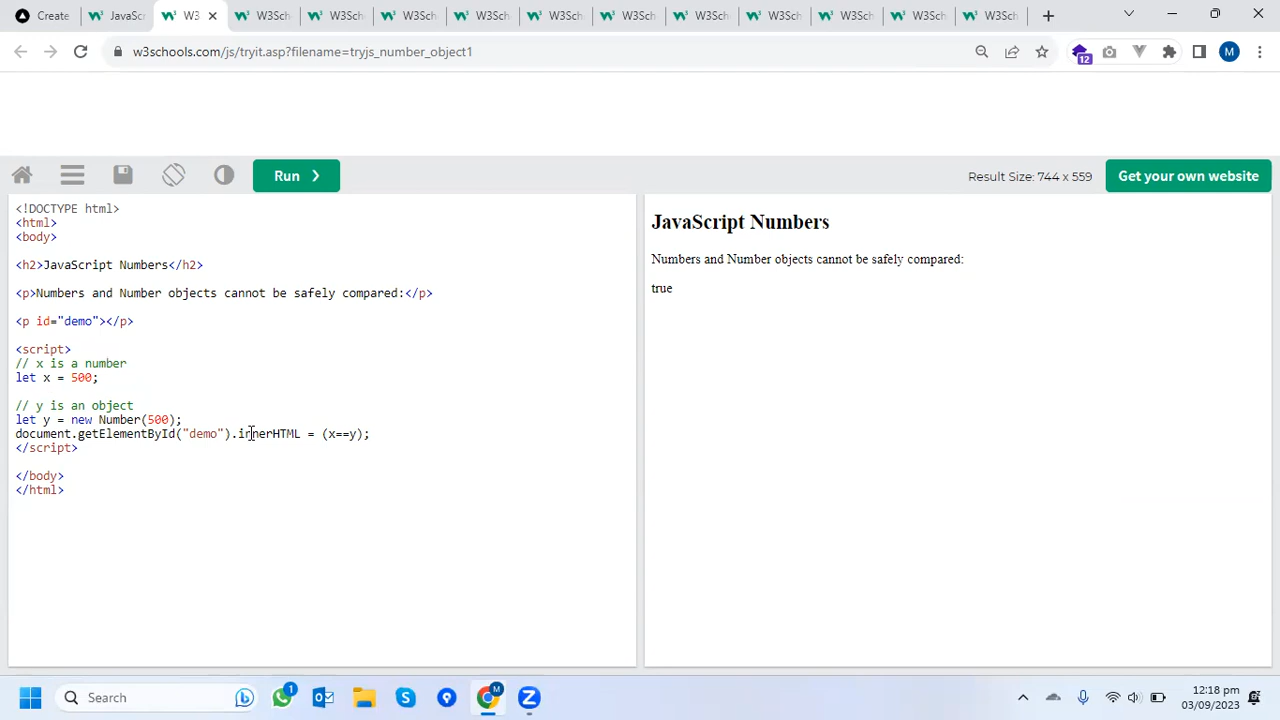 Create
JavaSc
W3
W3Sch
W3Sch
W3Sch
W3Sch
W3Sch
W3Sch
W3Sch
W3Sch
W3Sch
W3Sch
W3Sch
w3schools.com/js/tryit.asp?filename=tryjs_number_object1
12
M
Run
Result Size: 744 x 559
Get your own website
<!DOCTYPE html>
<html>
<body>
<h2>JavaScript Numbers</h2>
<p>Numbers and Number objects cannot be safely compared:</p>
<p id="demo"></p>
<script>
// x is a number
let x = 500;
// y is an object
let y = new Number(500);
document.getElementById("demo").innerHTML = (x==y);
</script>
</body>
</html>
JavaScript Numbers
Numbers and Number objects cannot be safely compared:
true
Search
1
M
12:18 pm
03/09/2023